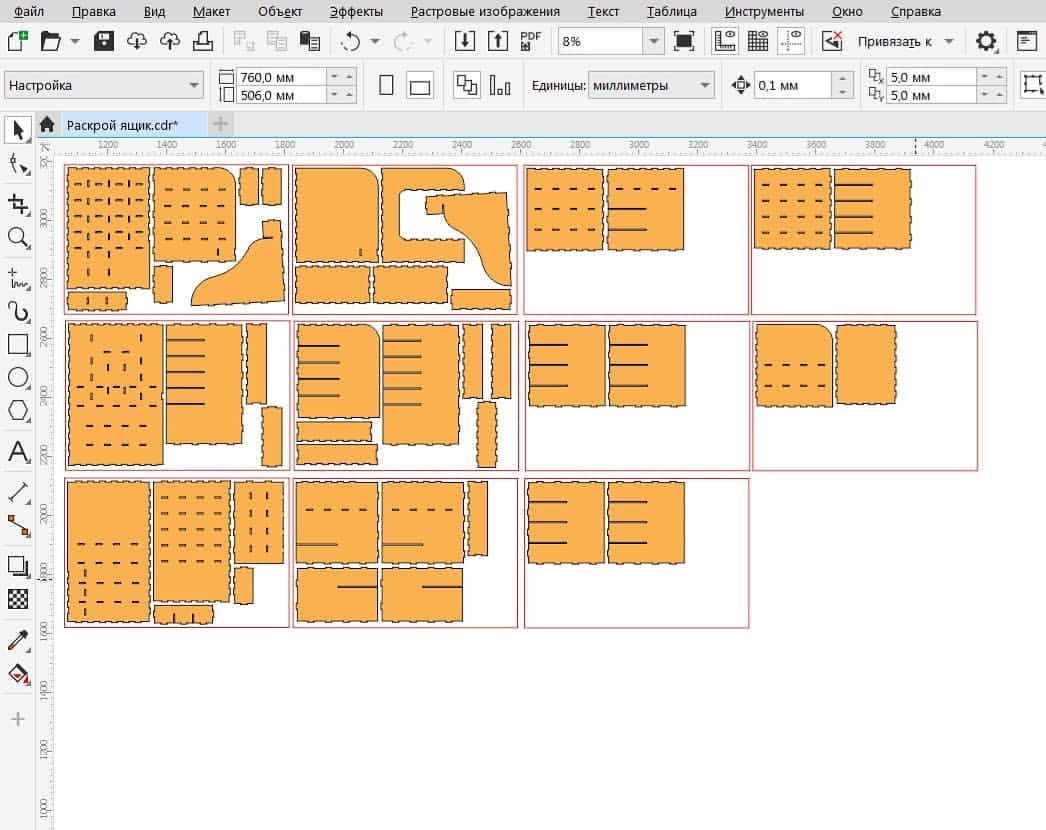 Файл Правка Вид Макет Объект Эффекты Растровые изображения Текст Таблица Инструменты Окно Справка
PDF 8% Привязать к
Настройка 760,0 мм 506,0 мм Единицы: миллиметры 0,1 мм 5,0 мм 5,0 мм
Раскрой ящик.cdr*
1200 1400 1600 1800 2000 2200 2400 2600 2800 3000 3200 3400 3600 3800 4000 4200
3000
2800
2600
2400
2200
2000
1800
1600
1400
1200
1000